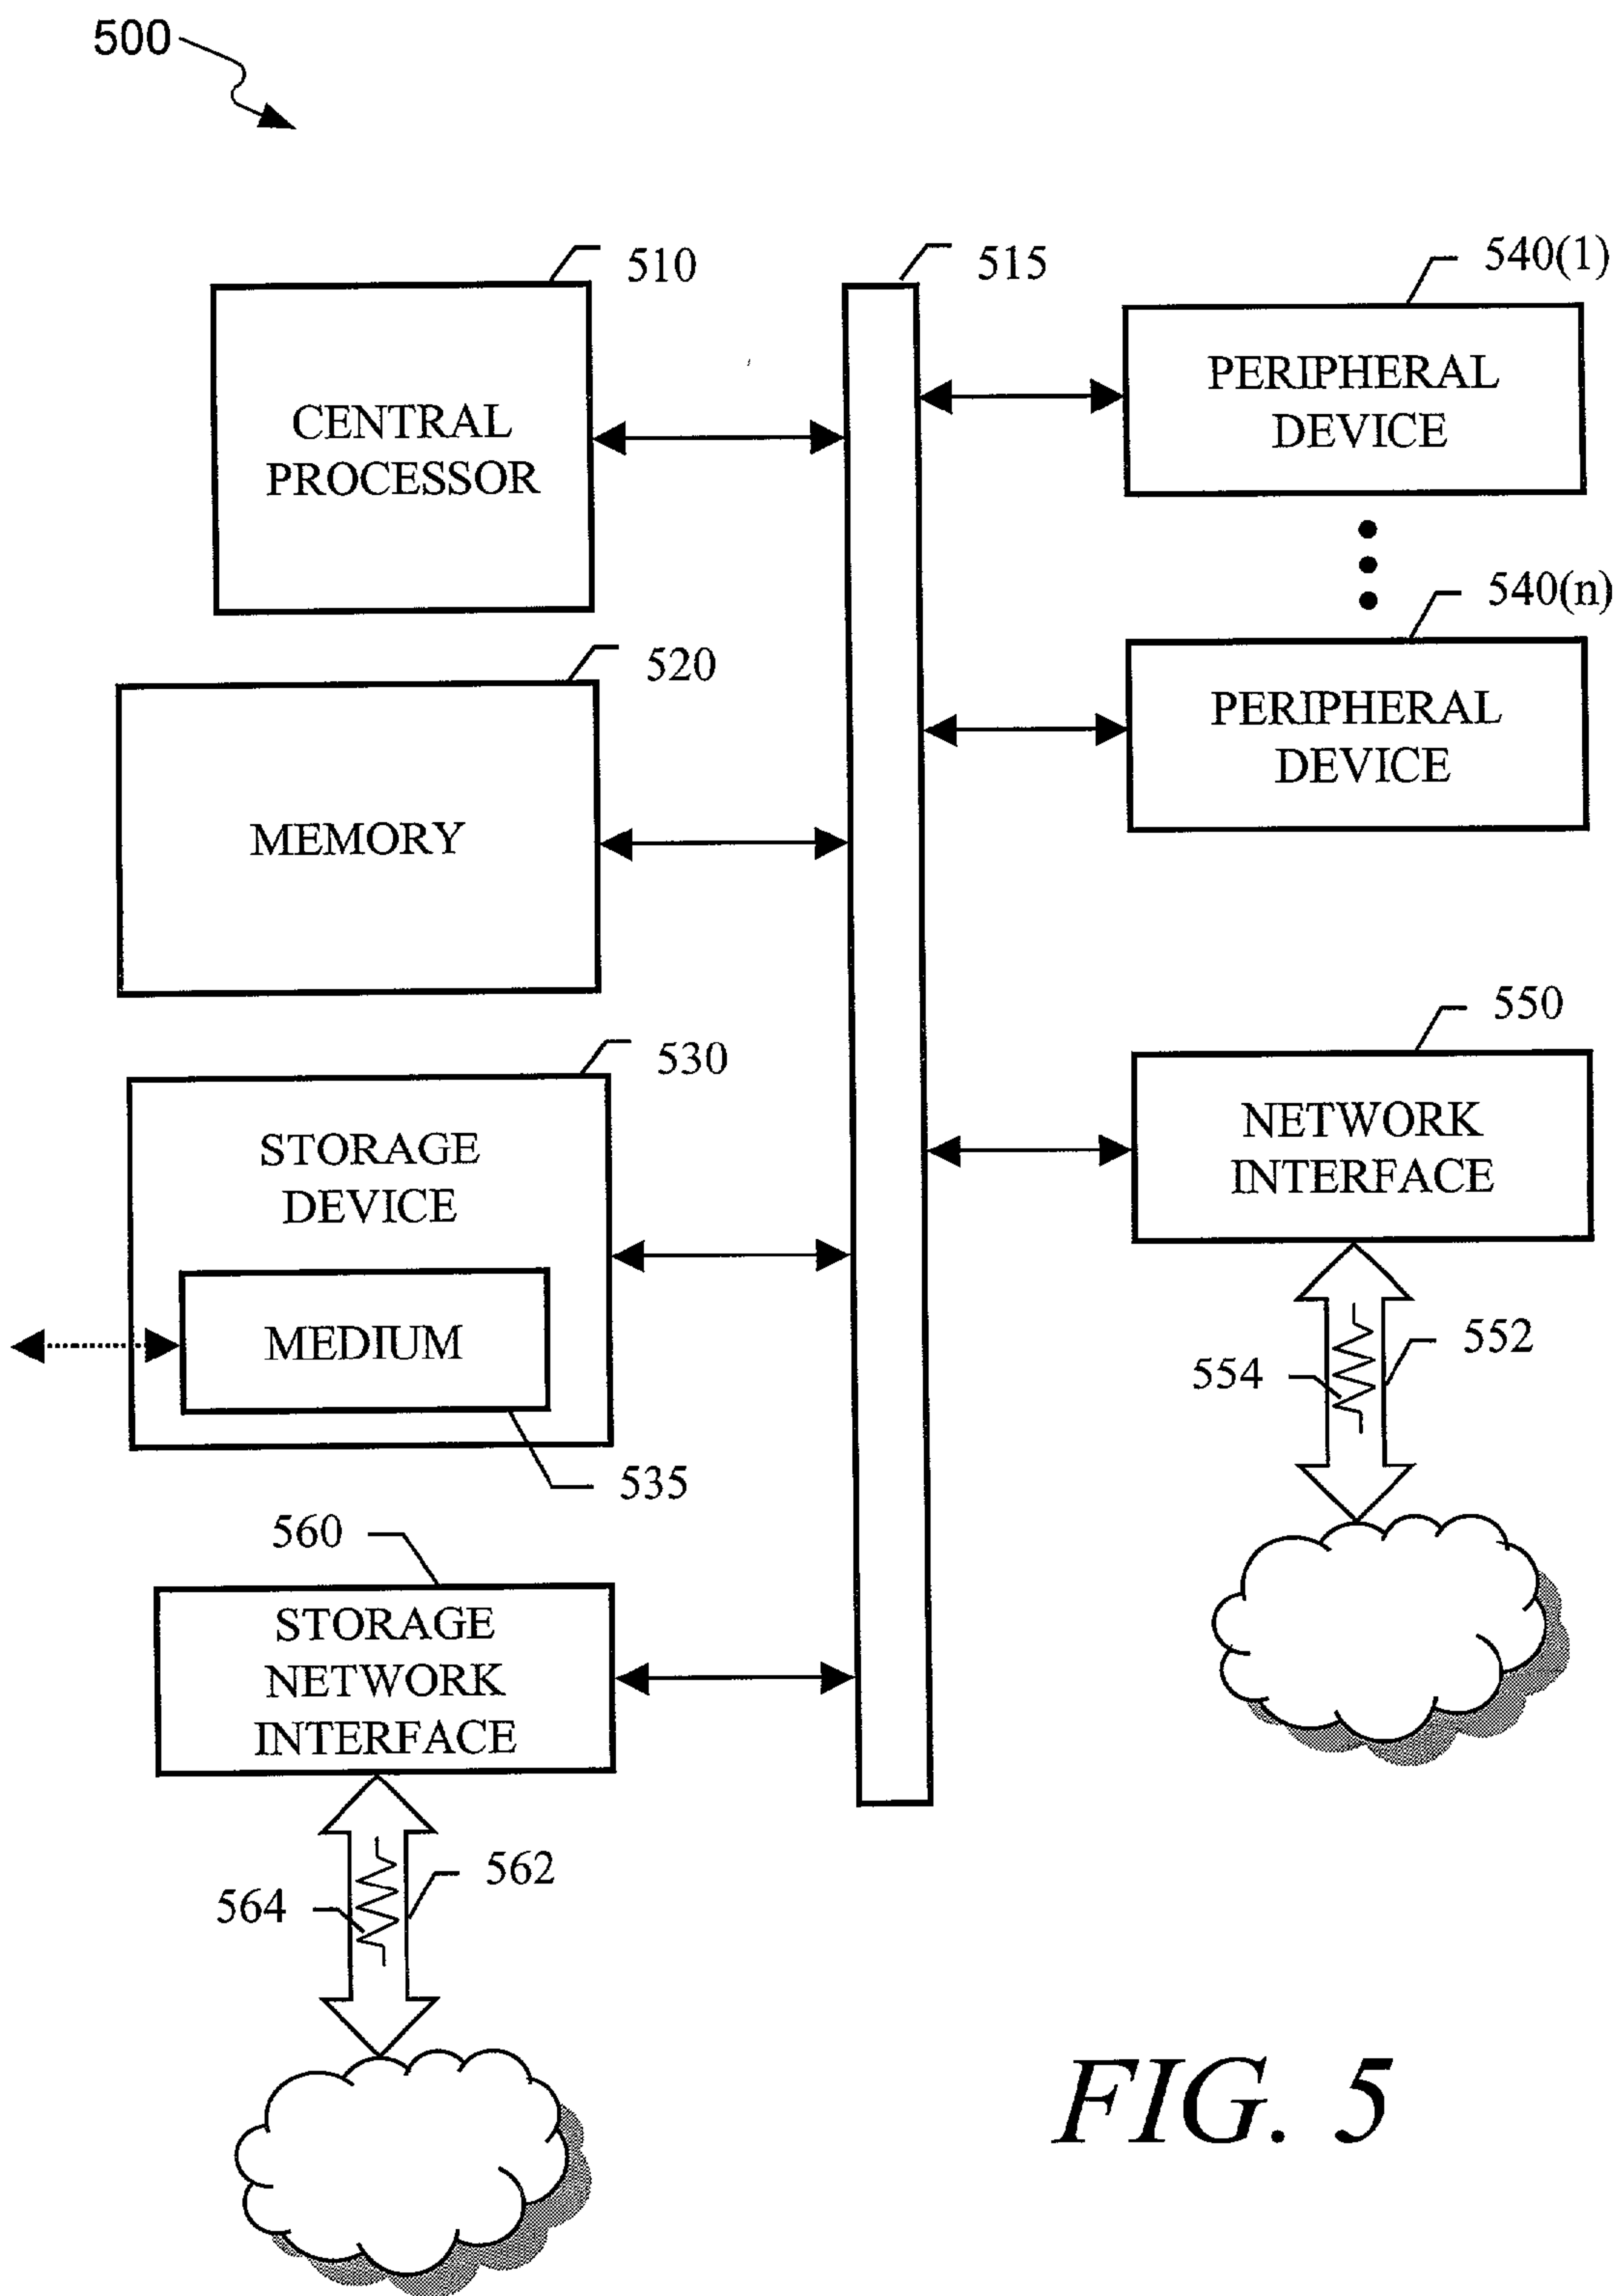 500
510
CENTRAL
PROCESSOR
515
540(1)
PERIPHERAL
DEVICE
540(n)
PERIPHERAL
DEVICE
520
MEMORY
530
STORAGE
DEVICE
MEDIUM
535
550
NETWORK
INTERFACE
554
552
560
STORAGE
NETWORK
INTERFACE
564
562
FIG. 5